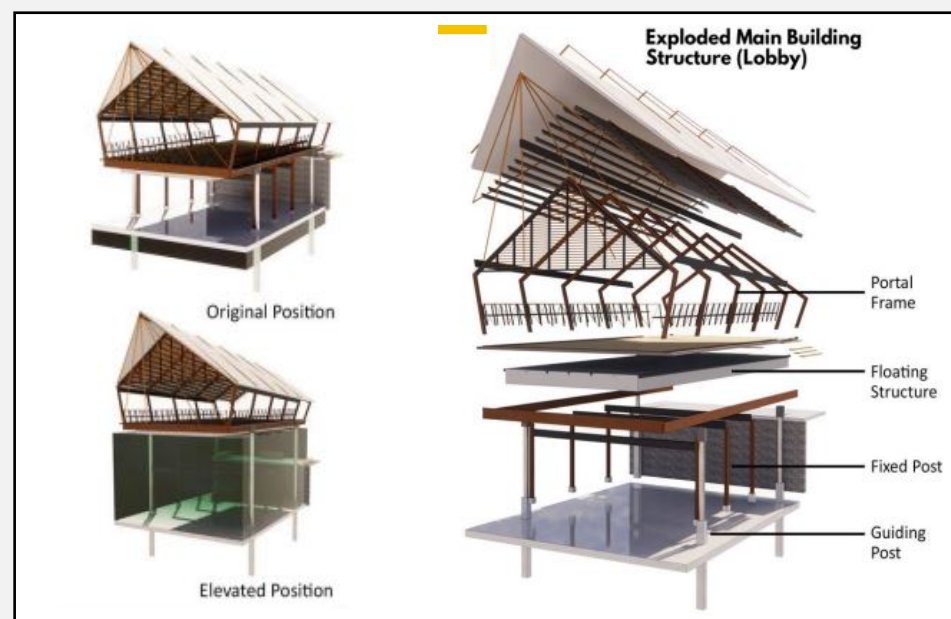 Exploded Main Building
Structure (Lobby)
Original Position
Elevated Position
Portal
Frame
Floating
Structure
Fixed Post
Guiding
Post